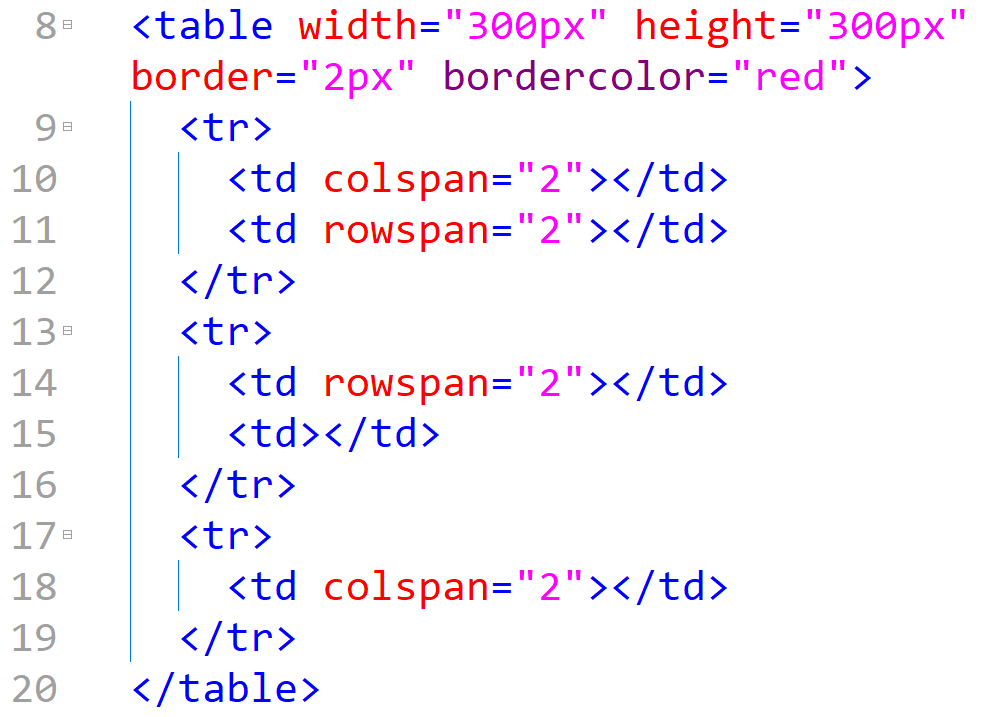 8 <table width="300px" height="300px"
border="2px" bordercolor="red">
9 <tr>
10 <td colspan="2"></td>
11 <td rowspan="2"></td>
12 </tr>
13 <tr>
14 <td rowspan="2"></td>
15 <td></td>
16 </tr>
17 <tr>
18 <td colspan="2"></td>
19 </tr>
20 </table>